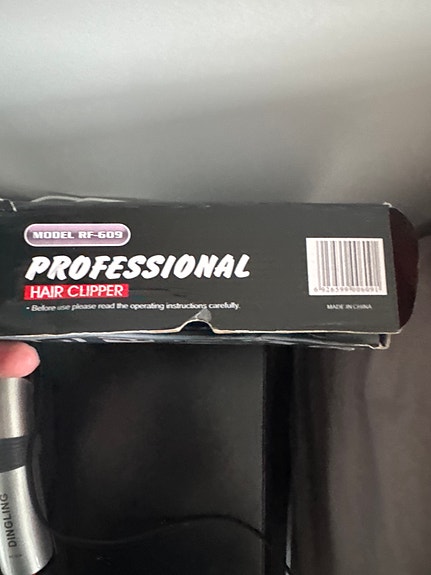 MODEL RF-609
PROFESSIONAL
HAIR CLIPPER
• Before use please read the operating instructions carefully.
MADE IN CHINA
DINGLING